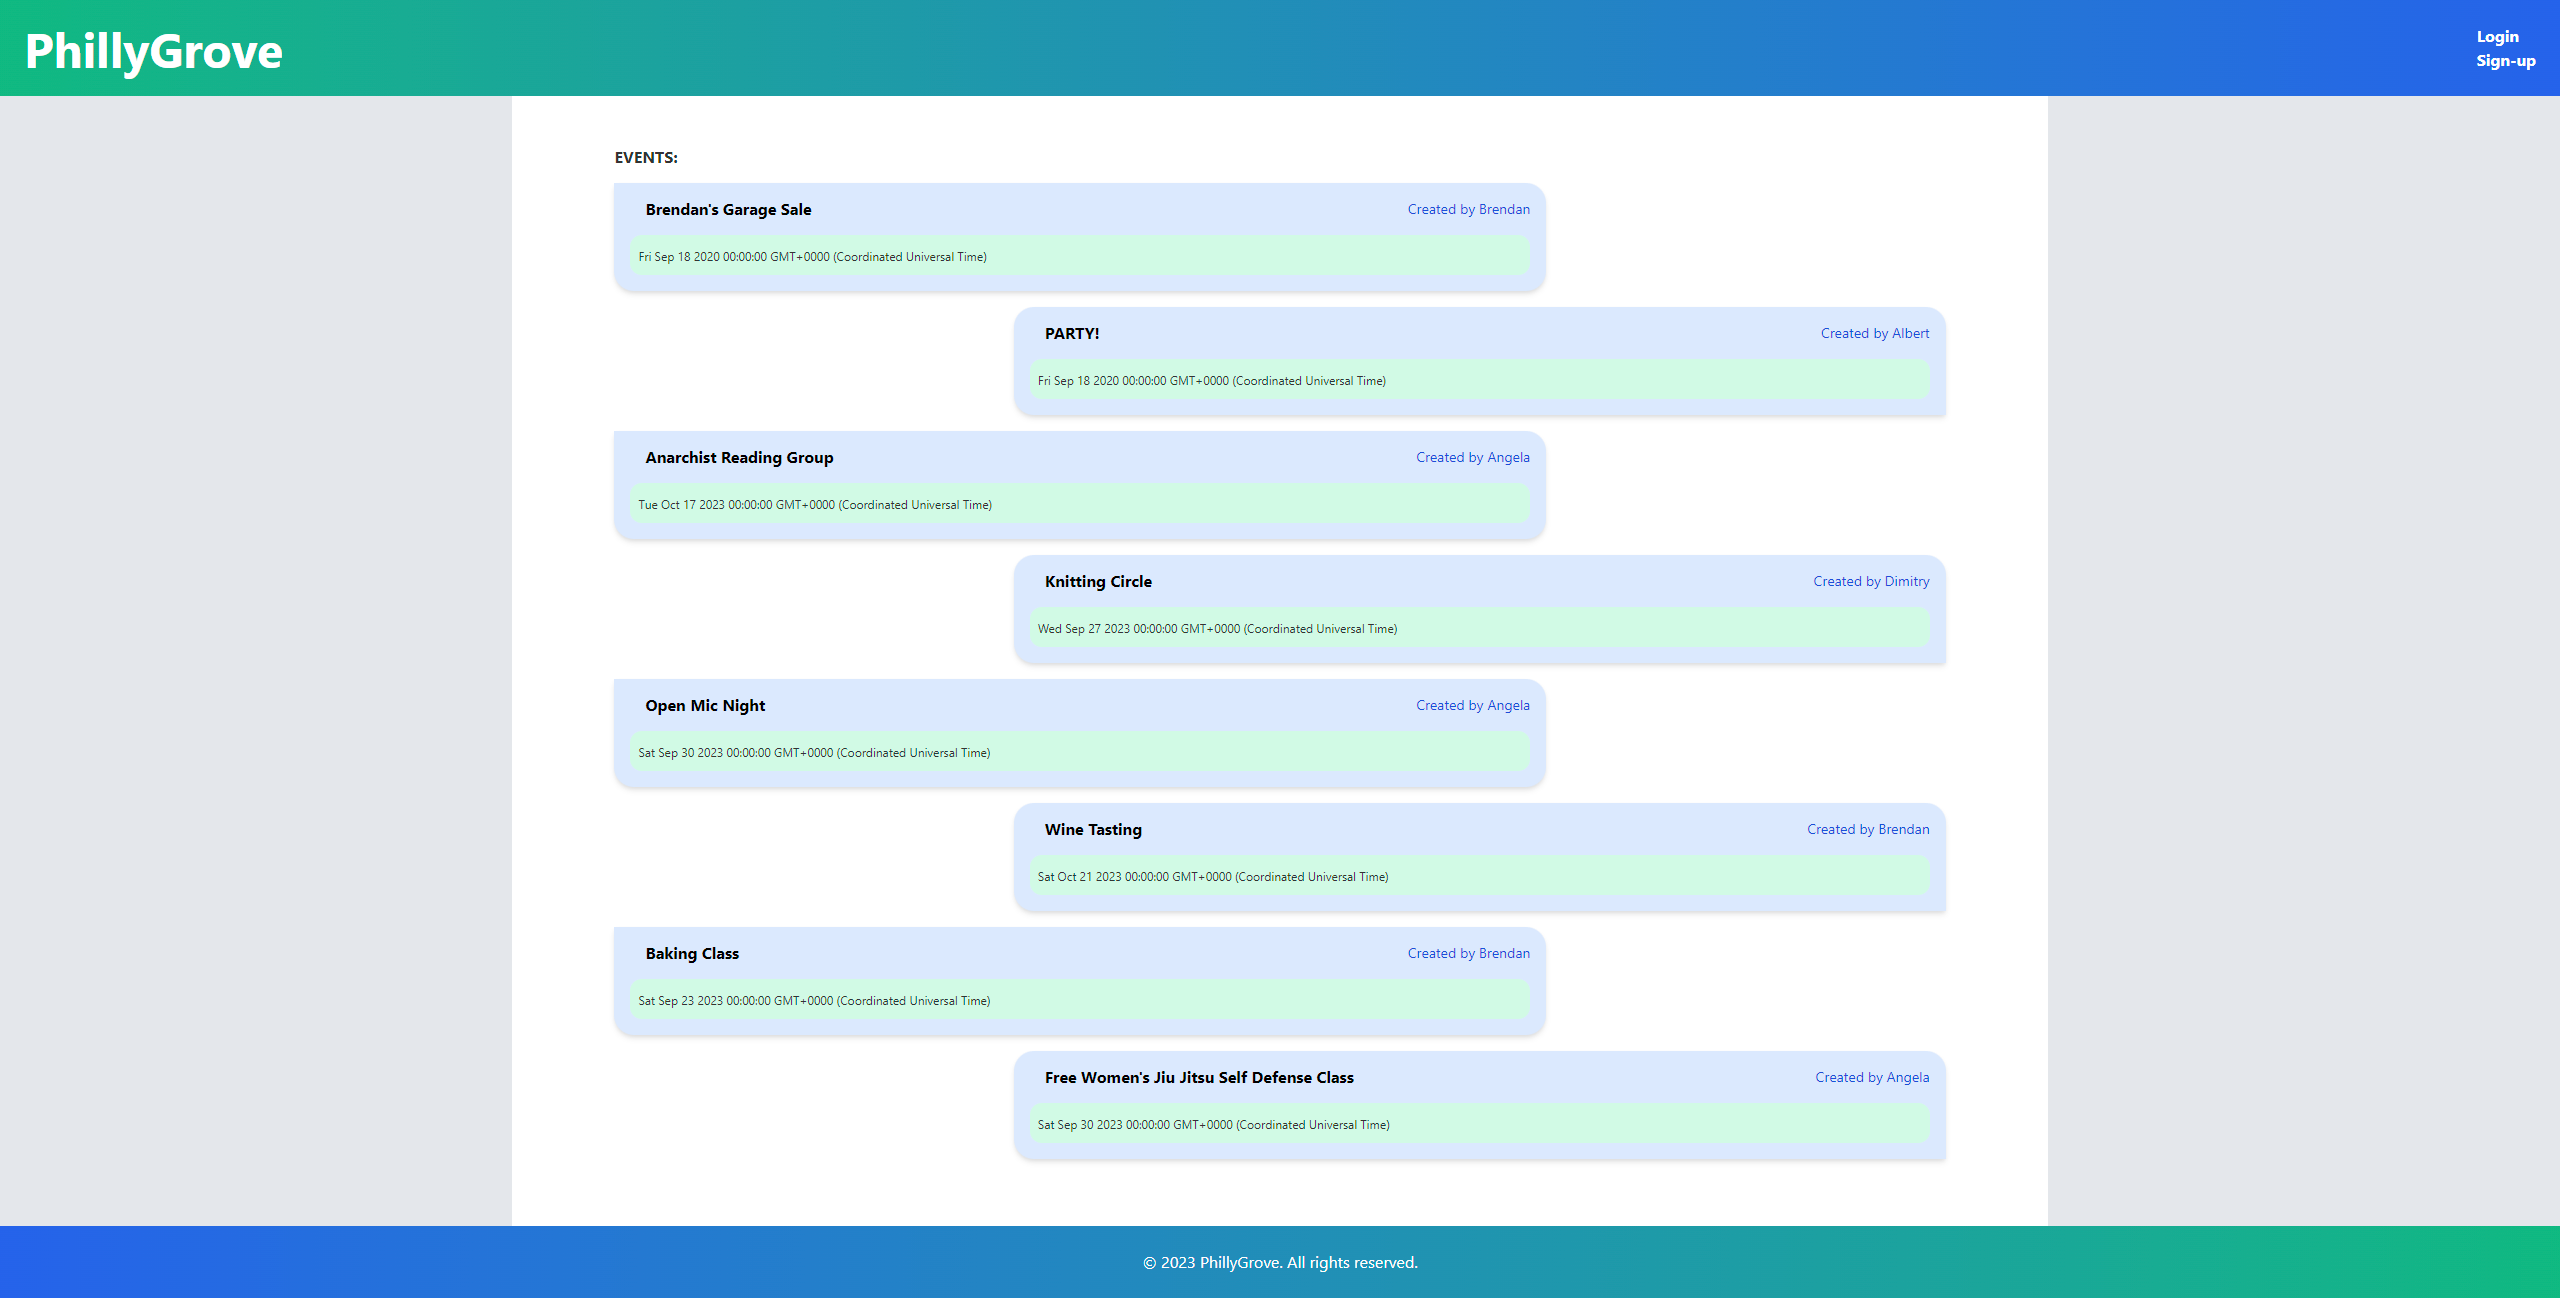 PhillyGrove
Login
Sign-up
EVENTS:
Brendan's Garage Sale
Created by Brendan
Fri Sep 18 2020 00:00:00 GMT+0000 (Coordinated Universal Time)
PARTY!
Created by Albert
Fri Sep 18 2020 00:00:00 GMT+0000 (Coordinated Universal Time)
Anarchist Reading Group
Created by Angela
Tue Oct 17 2023 00:00:00 GMT+0000 (Coordinated Universal Time)
Knitting Circle
Created by Dimitry
Wed Sep 27 2023 00:00:00 GMT+0000 (Coordinated Universal Time)
Open Mic Night
Created by Angela
Sat Sep 30 2023 00:00:00 GMT+0000 (Coordinated Universal Time)
Wine Tasting
Created by Brendan
Sat Oct 21 2023 00:00:00 GMT+0000 (Coordinated Universal Time)
Baking Class
Created by Brendan
Sat Sep 23 2023 00:00:00 GMT+0000 (Coordinated Universal Time)
Free Women's Jiu Jitsu Self Defense Class
Created by Angela
Sat Sep 30 2023 00:00:00 GMT+0000 (Coordinated Universal Time)
© 2023 PhillyGrove. All rights reserved.